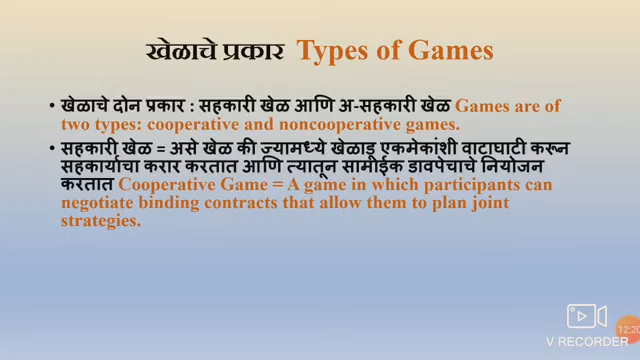 खेळाचे प्रकार Types of Games
• खेळाचे दोन प्रकार : सहकारी खेळ आणि अ-सहकारी खेळ Games are of
two types: cooperative and noncooperative games.
• सहकारी खेळ = असे खेळ की ज्यामध्ये खेळाडू एकमेकांशी वाटाघाटी करून
सहकार्याचा करार करतात आणि त्यातून सामाईक डावपेचाचे नियोजन
करतात Cooperative Game = A game in which participants can
negotiate binding contracts that allow them to plan joint
strategies.
12:20
V RECORDER